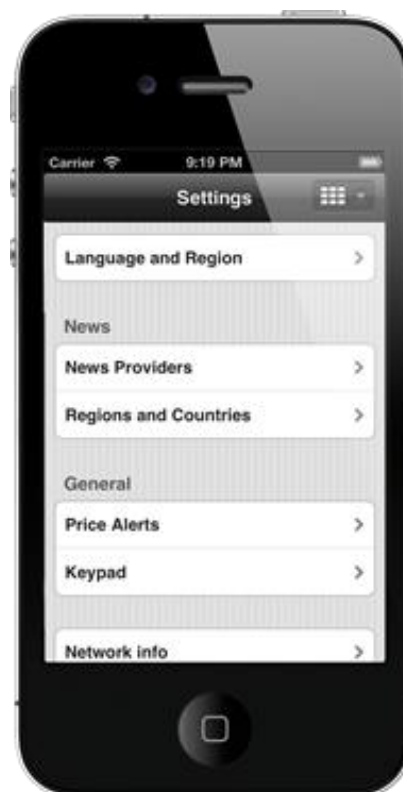 Carrier 9:19 PM
Settings
Language and Region
News
News Providers
Regions and Countries
General
Price Alerts
Keypad
Network info